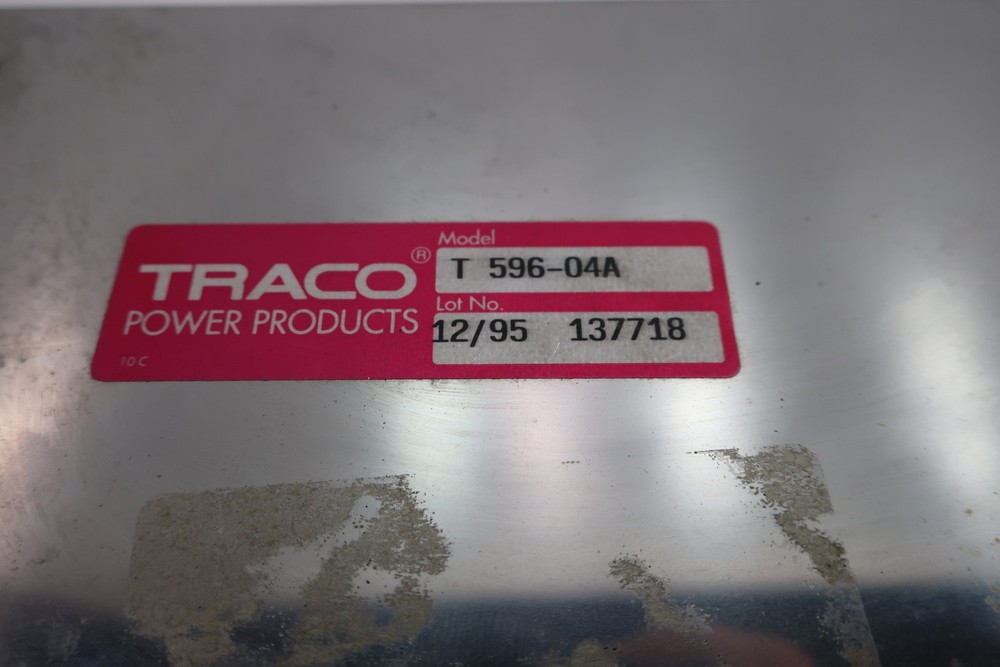 TRACO®
POWER PRODUCTS
10·C
Model
T 596-04A
Lot No.
12/95 137718